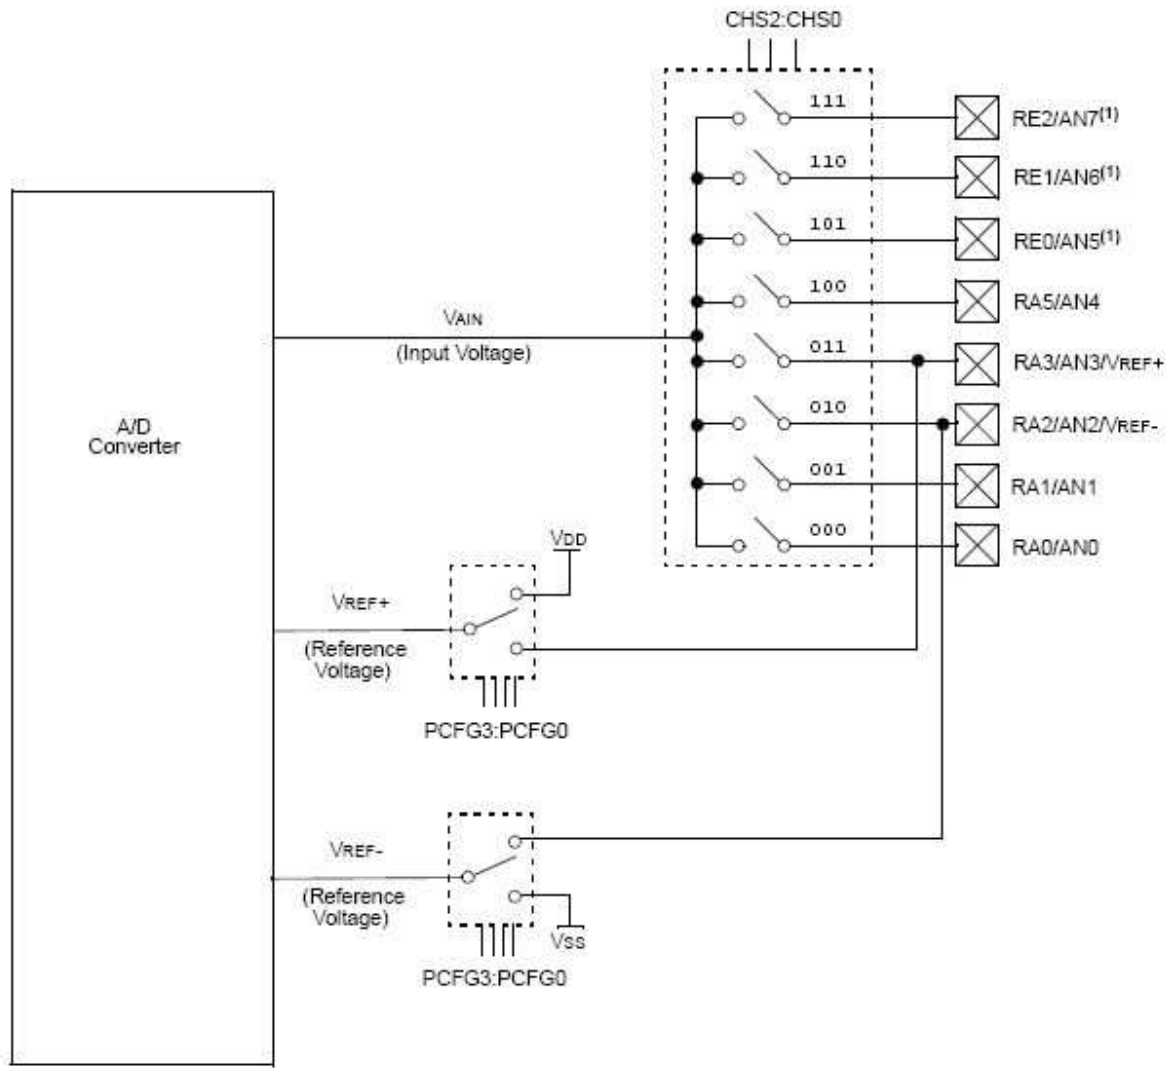 CHS2:CHS0
111
RE2/AN7(1)
110
RE1/AN6(1)
101
RE0/AN5(1)
100
RA5/AN4
VAIN
(Input Voltage)
011
RA3/AN3/VREF+
010
RA2/AN2/VREF-
A/D
Converter
001
RA1/AN1
000
RA0/AN0
VDD
VREF+
(Reference
Voltage)
PCFG3:PCFG0
VREF-
(Reference
Voltage)
VSS
PCFG3:PCFG0